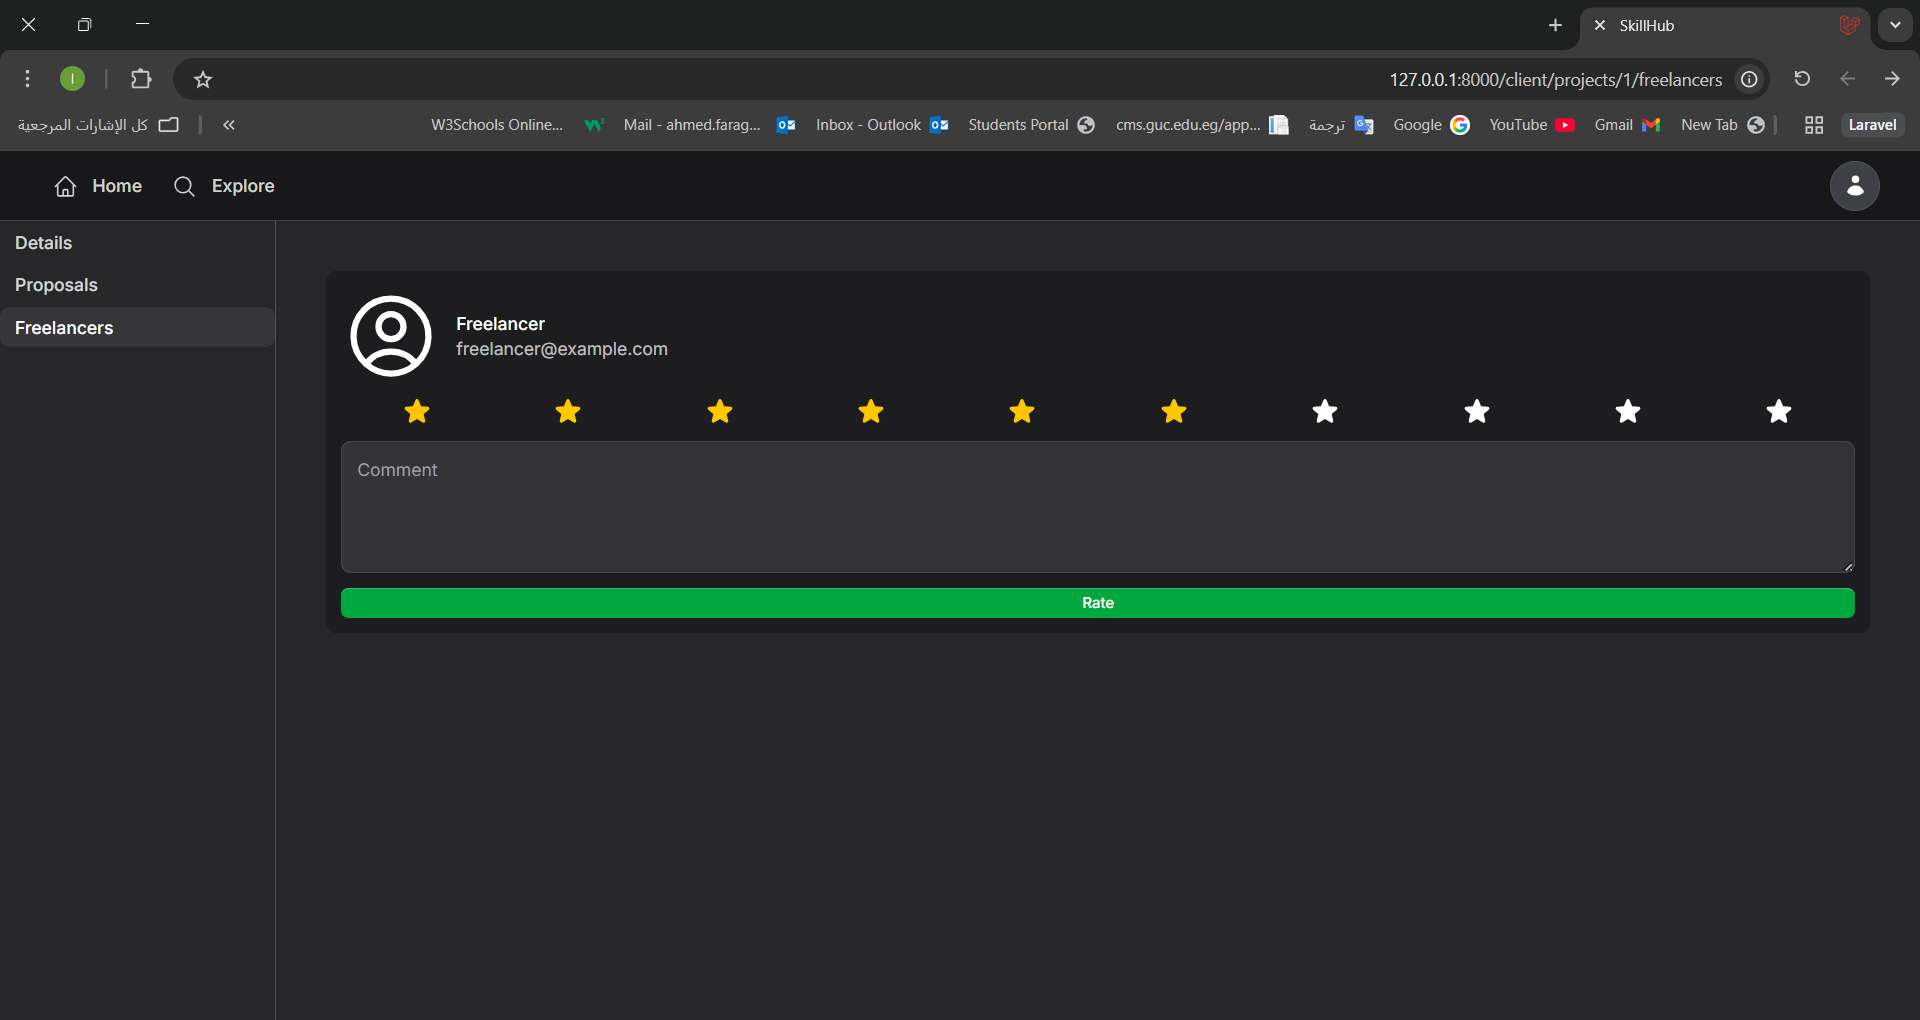 SkillHub
127.0.0.1:8000/client/projects/1/freelancers
I
كل الإشارات المرجعية
W3Schools Online...
Mail - ahmed.farag...
Inbox - Outlook
Students Portal
cms.guc.edu.eg/app...
ترجمة
Google
YouTube
Gmail
New Tab
Laravel
Home
Explore
Details
Proposals
Freelancers
Freelancer
freelancer@example.com
Comment
Rate